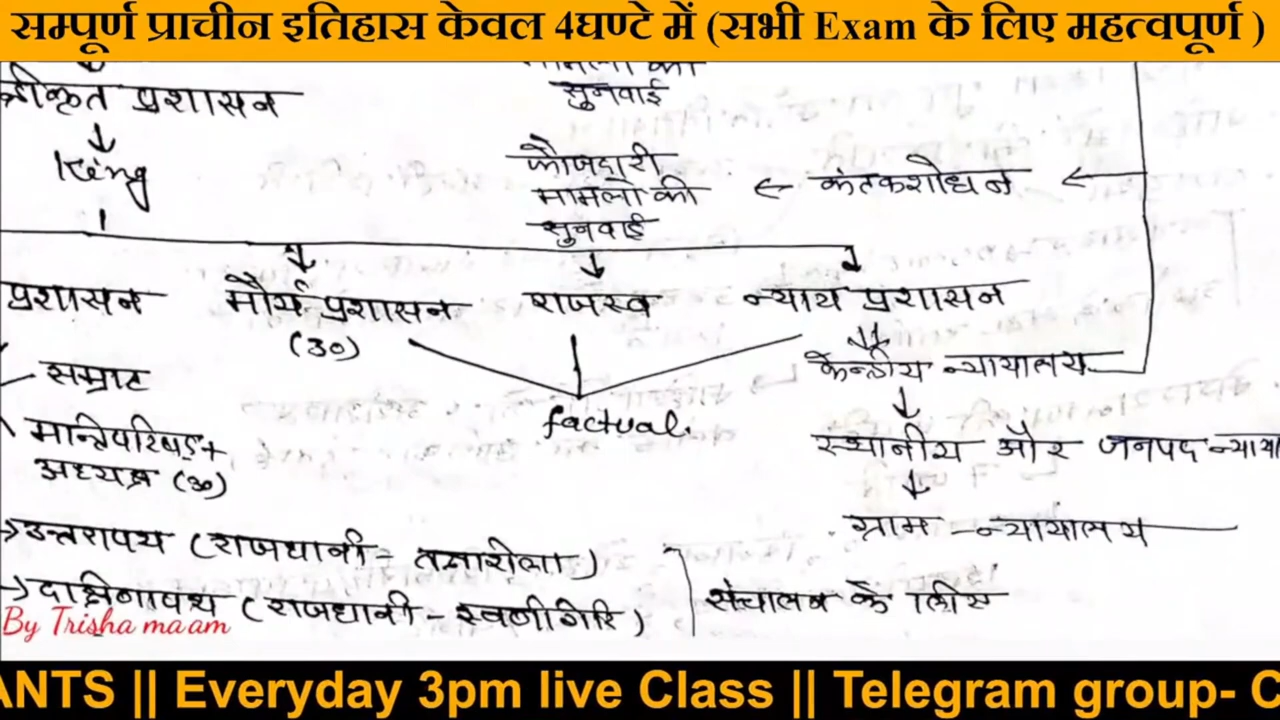 सम्पूर्ण प्राचीन इतिहास केवल 4घण्टे में (सभी Exam के लिए महत्वपूर्ण )
मामलो की
सुनवाई
प्रशासन
King
फौजदारी
मामलो की
सुनवाई
← कंतकशोधन ←
प्रशासन
मौर्य प्रशासन
(30)
राजस्व
न्याय प्रशासन
सम्राट
factual.
केन्द्रीय न्यायालय
मन्त्रिपरिषद्+
अध्यक्ष (30)
स्थानीय और जनपद न्याया
ग्राम - न्यायालय
→उत्तरापथ (राजधानी - तक्षशिला)
→दक्षिणापथ (राजधानी - स्वर्णगिरि)
संचालन के लिए
By Trisha maam
ANTS || Everyday 3pm live Class || Telegram group- C